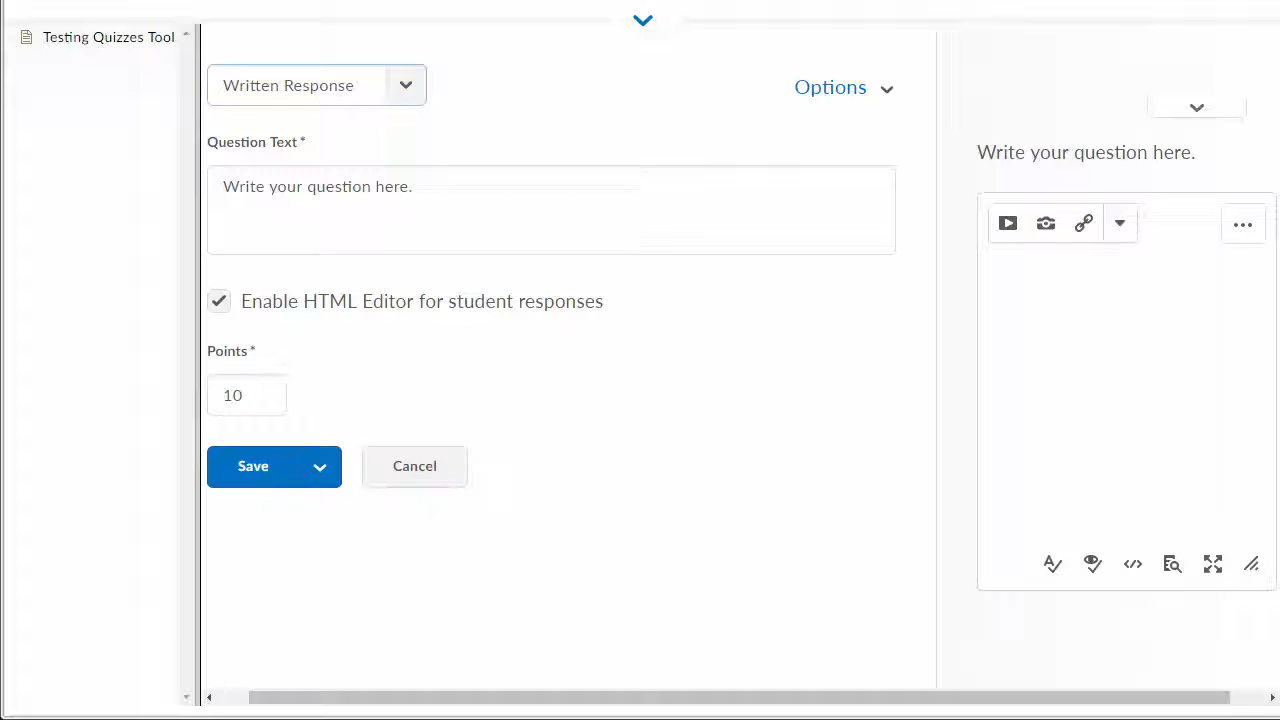 Testing Quizzes Tool
Written Response
Options
Question Text *
Write your question here.
Enable HTML Editor for student responses
Points *
10
Save
Cancel
Write your question here.